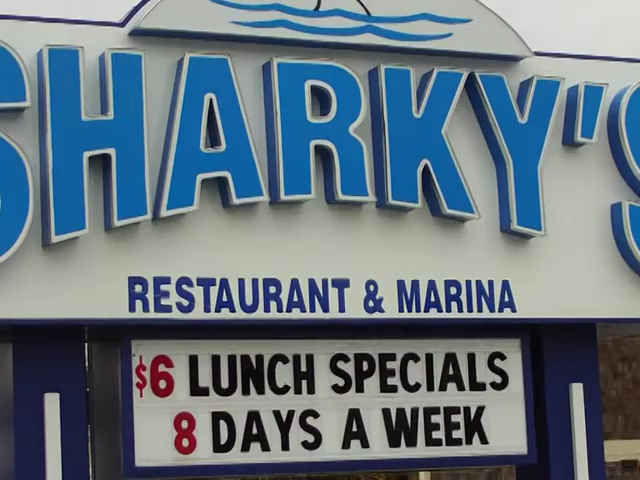 SHARKY'S
RESTAURANT & MARINA
$6 LUNCH SPECIALS
8 DAYS A WEEK